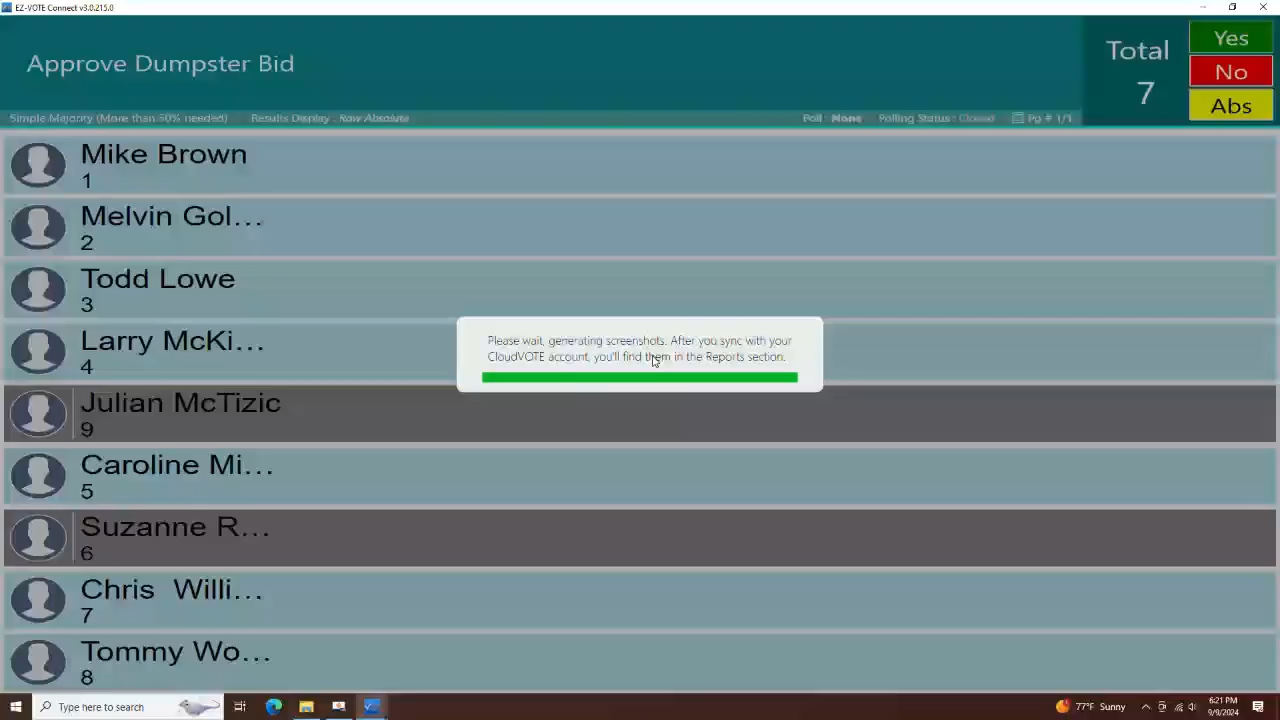 EZ-VOTE Connect v3.0.215.0
Approve Dumpster Bid
Total
7
Yes
No
Abs
Simple Majority (More than 50% needed) Results Display : Raw Absolute Poll : None Polling Status : Closed Pg # 1/1
Mike Brown
1
Melvin Gol...
2
Todd Lowe
3
Larry McKi...
4
Please wait, generating screenshots. After you sync with your
CloudVOTE account, you'll find them in the Reports section.
Julian McTizic
9
Caroline Mi...
5
Suzanne R...
6
Chris Willi...
7
Tommy Wo...
8
Type here to search
77°F Sunny
6:21 PM
9/9/2024